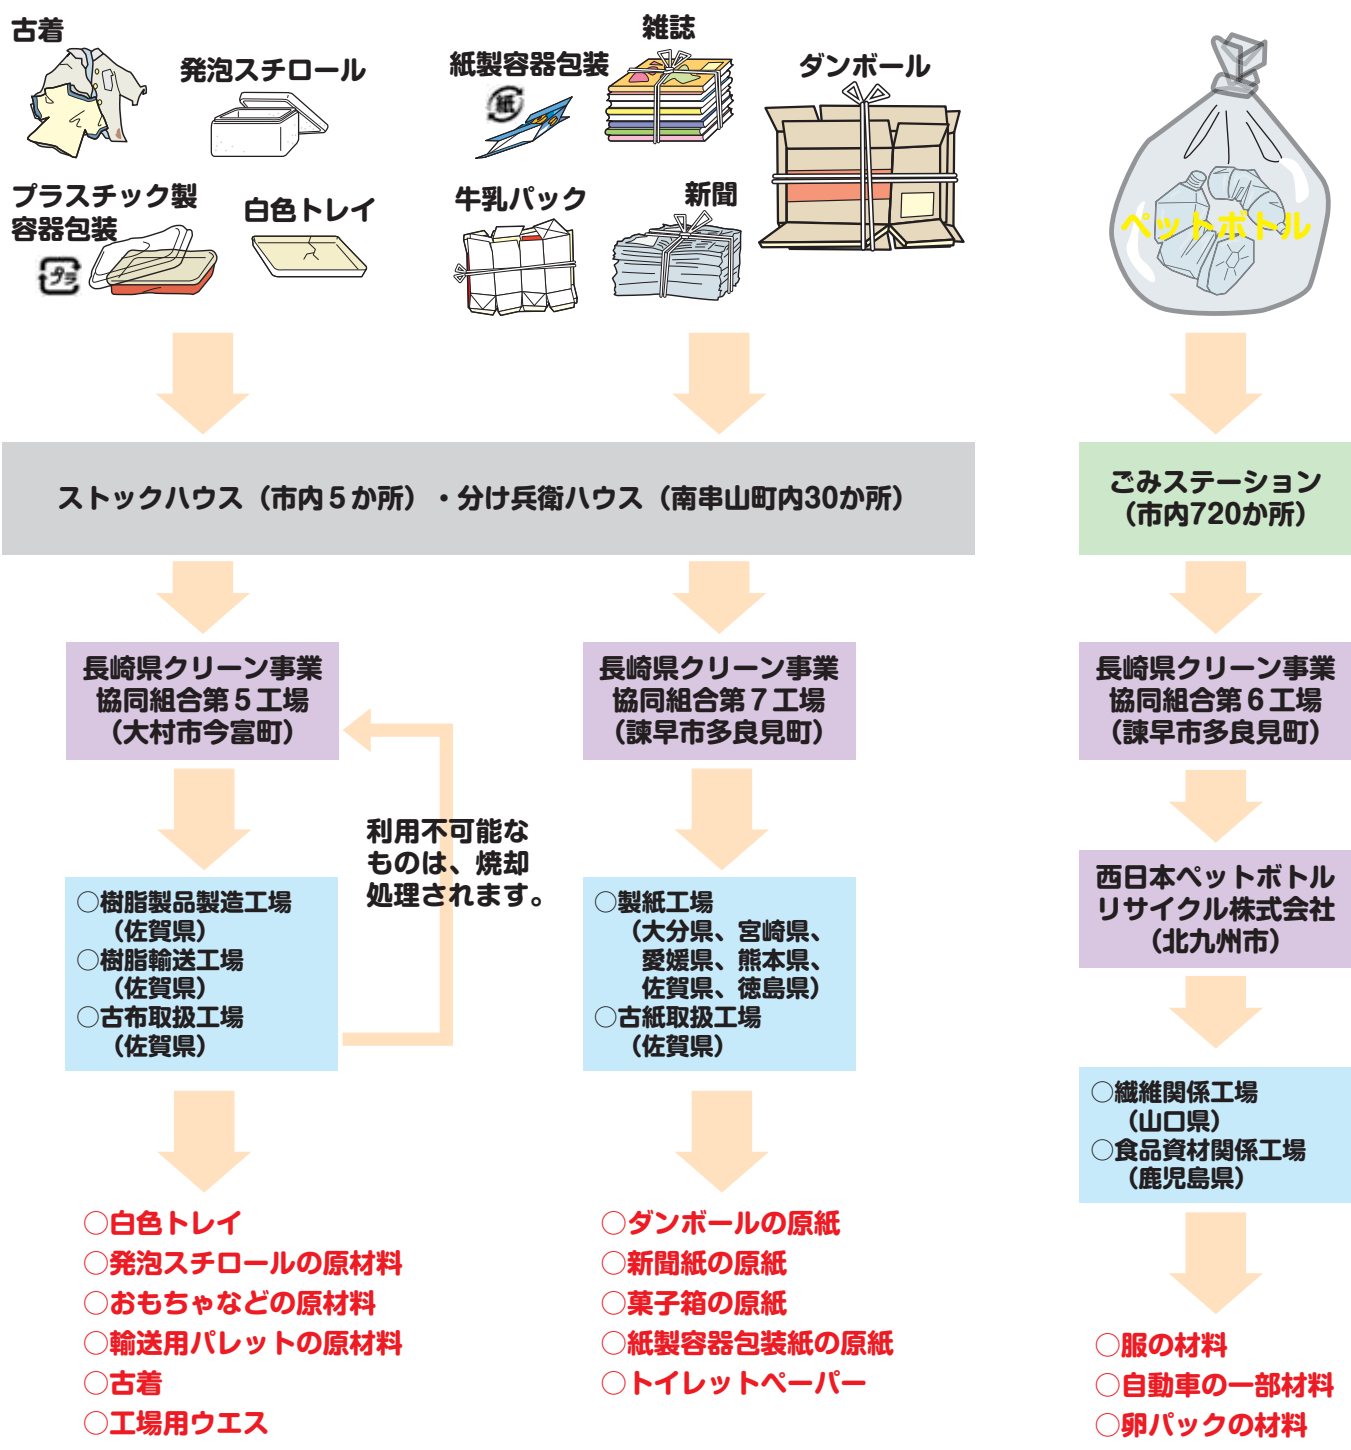 古着
発泡スチロール
プラスチック製
容器包装
プラ
白色トレイ
紙製容器包装
紙
雑誌
ダンボール
牛乳パック
新聞
ペットボトル
ストックハウス（市内５か所）・分け兵衛ハウス（南串山町内30か所）
ごみステーション
（市内720か所）
長崎県クリーン事業
協同組合第５工場
（大村市今富町）
長崎県クリーン事業
協同組合第７工場
（諫早市多良見町）
長崎県クリーン事業
協同組合第６工場
（諫早市多良見町）
利用不可能な
ものは、焼却
処理されます。
西日本ペットボトル
リサイクル株式会社
（北九州市）
○樹脂製品製造工場
（佐賀県）
○樹脂輸送工場
（佐賀県）
○古布取扱工場
（佐賀県）
○製紙工場
（大分県、宮崎県、
愛媛県、熊本県、
佐賀県、徳島県）
○古紙取扱工場
（佐賀県）
○繊維関係工場
（山口県）
○食品資材関係工場
（鹿児島県）
○白色トレイ
○発泡スチロールの原材料
○おもちゃなどの原材料
○輸送用パレットの原材料
○古着
○工場用ウエス
○ダンボールの原紙
○新聞紙の原紙
○菓子箱の原紙
○紙製容器包装紙の原紙
○トイレットペーパー
○服の材料
○自動車の一部材料
○卵パックの材料